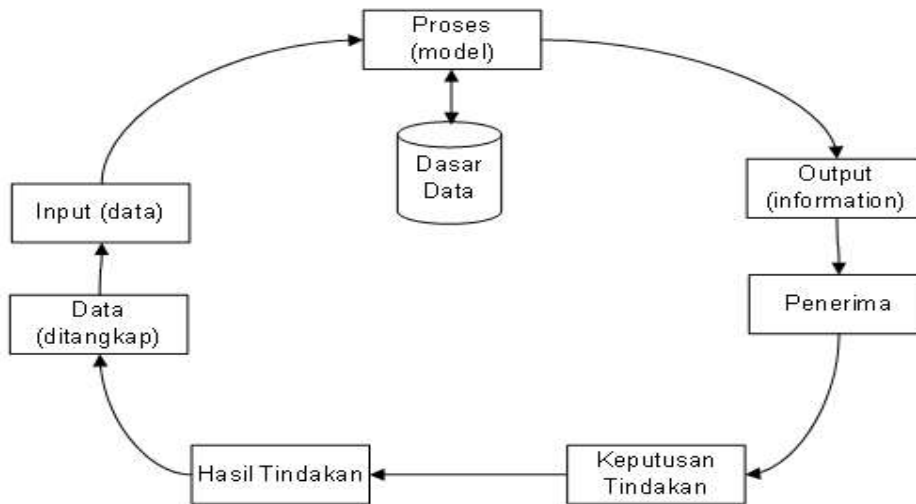 Proses
(model)
Dasar
Data
Output
(information)
Input (data)
Penerima
Data
(ditangkap)
Keputusan
Tindakan
Hasil Tindakan